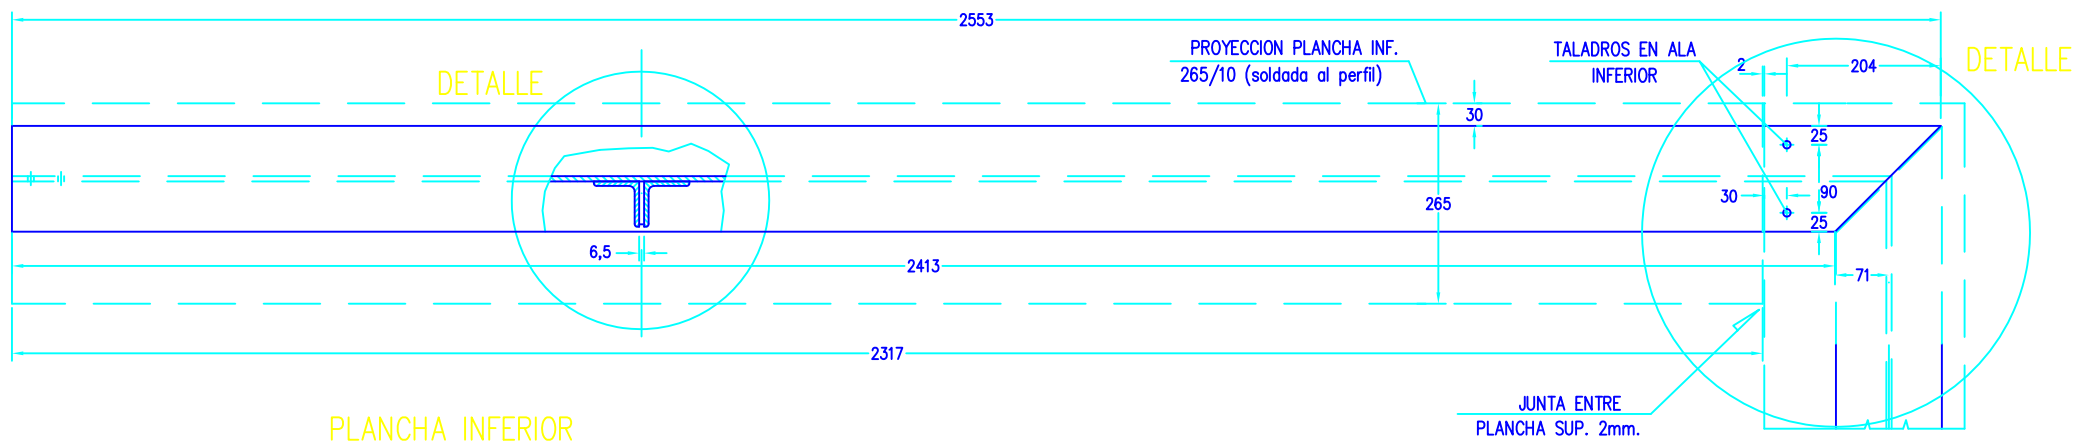 2553
PROYECCION PLANCHA INF.
265/10 (soldada al perfil)
TALADROS EN ALA
INFERIOR
2
204
DETALLE
DETALLE
30
25
30
90
265
25
6,5
2413
71
2317
JUNTA ENTRE
PLANCHA SUP. 2mm.
PLANCHA INFERIOR